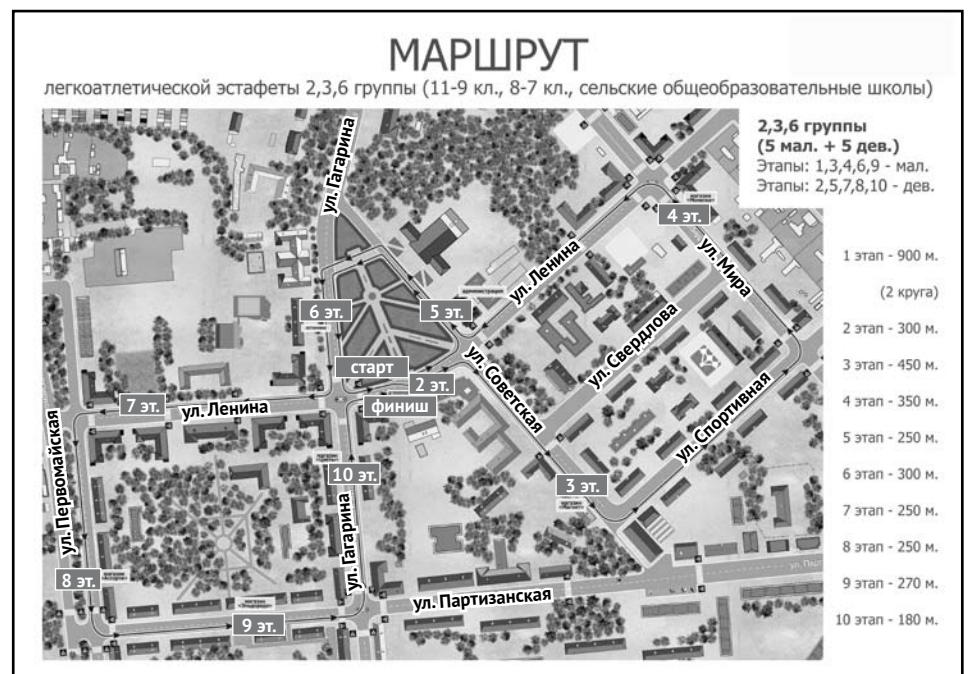 МАРШРУТ
легкоатлетической эстафеты 2,3,6 группы (11-9 кл., 8-7 кл., сельские общеобразовательные школы)
2,3,6 группы
(5 мал. + 5 дев.)
Этапы: 1,3,4,6,9 - мал.
Этапы: 2,5,7,8,10 - дев.
1 этап - 900 м.
(2 круга)
2 этап - 300 м.
3 этап - 450 м.
4 этап - 350 м.
5 этап - 250 м.
6 этап - 300 м.
7 этап - 250 м.
8 этап - 250 м.
9 этап - 270 м.
10 этап - 180 м.
ул. Гагарина
4 эт.
ул. Мира
ул. Ленина
администрация
6 эт.
5 эт.
ул. Свердлова
старт
2 эт.
финиш
ул. Советская
ул. Спортивная
7 эт.
ул. Ленина
ул. Первомайская
10 эт.
3 эт.
ул. Гагарина
8 эт.
магазин
9 эт.
ул. Партизанская
ул. Парт